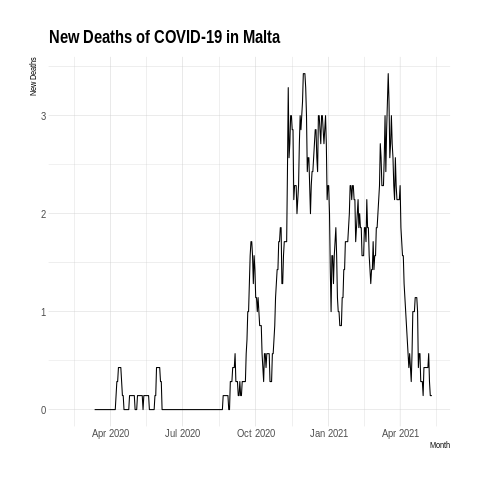 New Deaths of COVID-19 in Malta
New Deaths
3
2
1
0
Apr 2020 Jul 2020 Oct 2020 Jan 2021 Apr 2021
Month